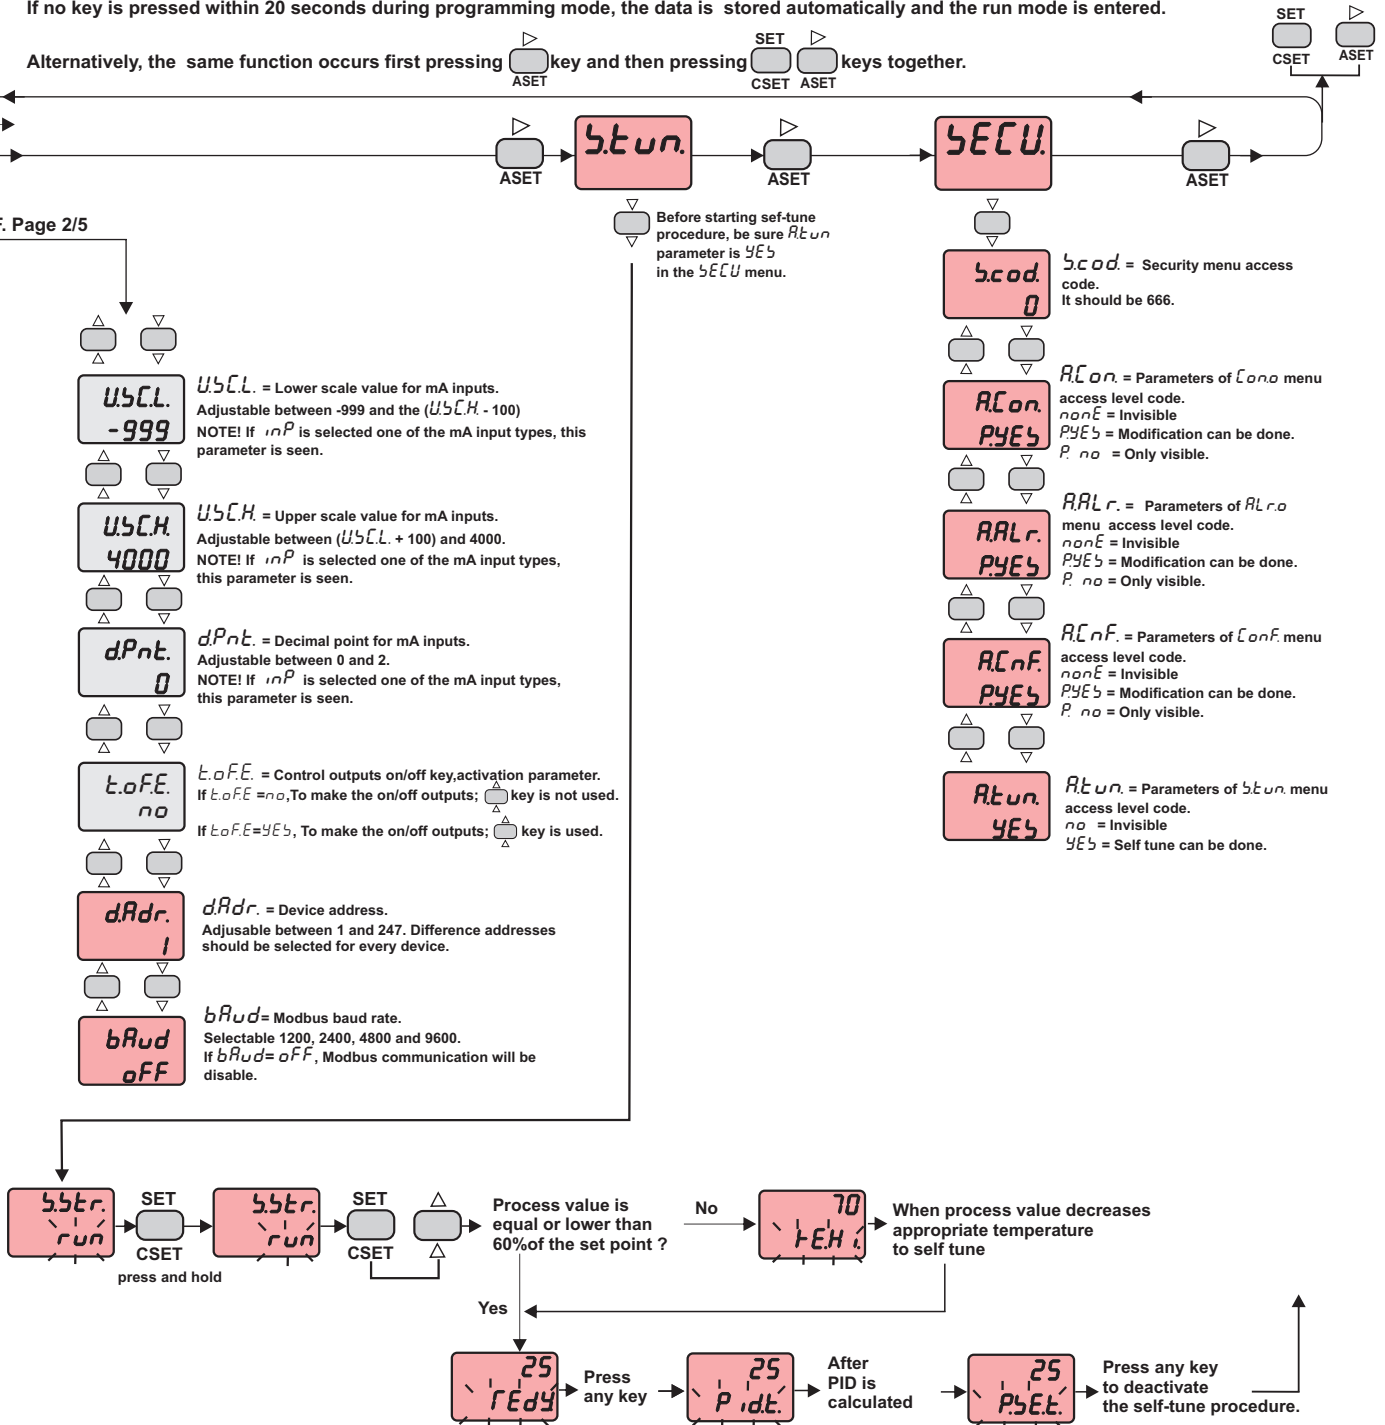 If no key is pressed within 20 seconds during programming mode, the data is stored automatically and the run mode is entered.
SET
CSET ASET
Alternatively, the same function occurs first pressing ASET key and then pressing SET CSET ASET keys together.
ASET
S.tun.
ASET
SECU.
ASET
F. Page 2/5
Before starting sef-tune
procedure, be sure A.tun
parameter is YES
in the SECU menu.
U.SC.L.
-999
U.SC.L. = Lower scale value for mA inputs.
Adjustable between -999 and the (U.SC.H. - 100)
NOTE! If inP is selected one of the mA input types, this
parameter is seen.
U.SC.H.
4000
U.SC.H. = Upper scale value for mA inputs.
Adjustable between (U.SC.L. + 100) and 4000.
NOTE! If inP is selected one of the mA input types,
this parameter is seen.
d.Pnt.
0
d.Pnt. = Decimal point for mA inputs.
Adjustable between 0 and 2.
NOTE! If inP is selected one of the mA input types,
this parameter is seen.
t.oF.E.
no
t.oF.E. = Control outputs on/off key,activation parameter.
If t.oF.E =no,To make the on/off outputs; key is not used.
If t.oF.E=YES, To make the on/off outputs; key is used.
d.Adr.
1
d.Adr. = Device address.
Adjusable between 1 and 247. Difference addresses
should be selected for every device.
bAud
oFF
bAud= Modbus baud rate.
Selectable 1200, 2400, 4800 and 9600.
If bAud= oFF, Modbus communication will be
disable.
S.cod.
0
S.cod. = Security menu access
code.
It should be 666.
A.Con.
P.YES
A.Con. = Parameters of Con.o menu
access level code.
nonE = Invisible
P.YES = Modification can be done.
P. no = Only visible.
A.ALr.
P.YES
A.ALr. = Parameters of ALr.o
menu access level code.
nonE = Invisible
P.YES = Modification can be done.
P. no = Only visible.
A.CnF.
P.YES
A.CnF. = Parameters of ConF. menu
access level code.
nonE = Invisible
P.YES = Modification can be done.
P. no = Only visible.
A.tun.
YES
A.tun. = Parameters of S.tun. menu
access level code.
no = Invisible
YES = Self tune can be done.
S.Str.
run
SET
CSET
press and hold
S.Str.
run
SET
CSET
Process value is
equal or lower than
60%of the set point ?
No
70
tE.Hi.
When process value decreases
appropriate temperature
to self tune
Yes
25
rEdY
Press
any key
25
Pid.t.
After
PID is
calculated
25
P.SE.t.
Press any key
to deactivate
the self-tune procedure.